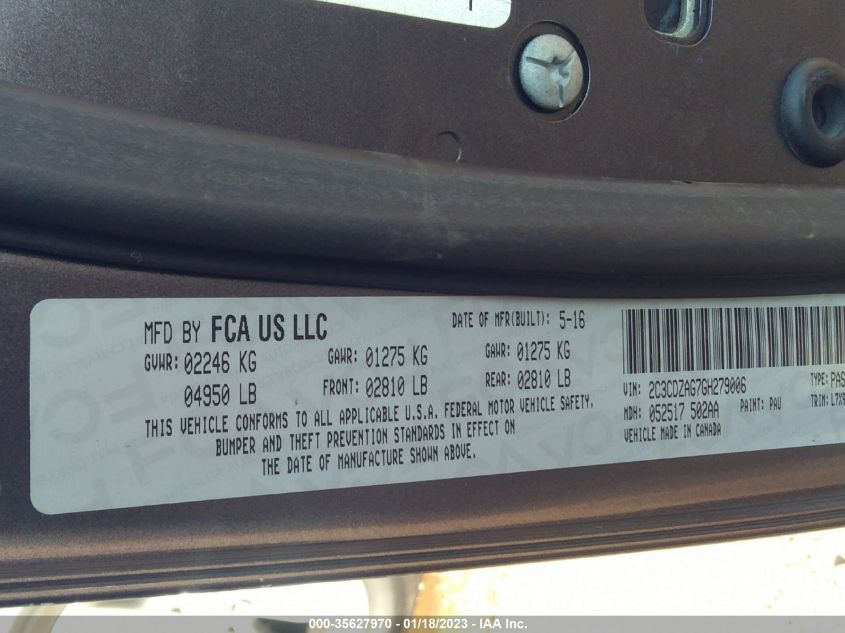 MFD BY FCA US LLC
DATE OF MFR(BUILT): 5-16
GVWR: 02246 KG GAWR: 01275 KG GAWR: 01275 KG
04950 LB FRONT: 02810 LB REAR: 02810 LB
THIS VEHICLE CONFORMS TO ALL APPLICABLE U.S.A. FEDERAL MOTOR VEHICLE SAFETY,
BUMPER AND THEFT PREVENTION STANDARDS IN EFFECT ON
THE DATE OF MANUFACTURE SHOWN ABOVE.
VIN: 2C3CDZAG7GH279006 TYPE: PAS
MDH: 052517 502AA PAINT: PAU TRIM: L7X9
VEHICLE MADE IN CANADA
000-35627970 - 01/18/2023 - © IAA Inc.